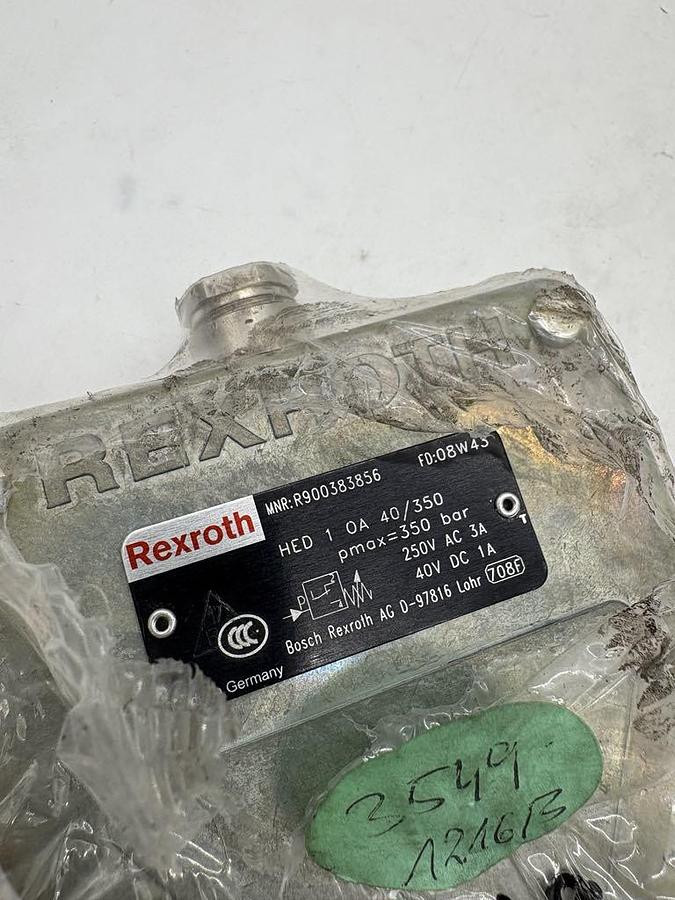 REXROTH
Rexroth
MNR:R900383856
FD:08W43
HED 1 OA 40/350
pmax=350 bar
250V AC 3A
40V DC 1A
P
T
CCC
Bosch Rexroth AG D-97816 Lohr 708F
Germany
3549
1216B